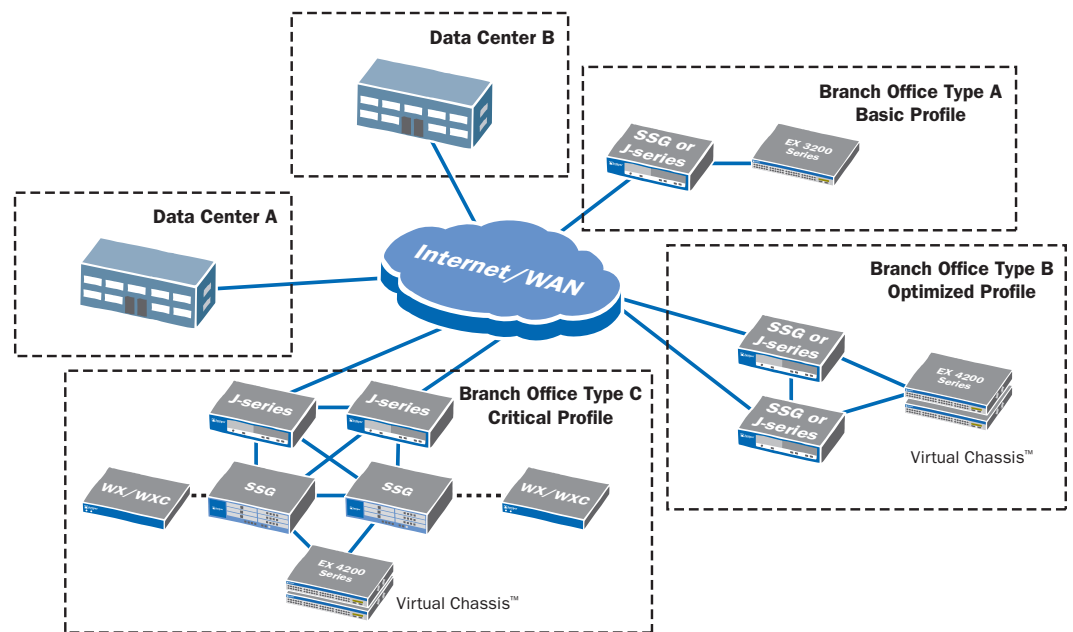 Data Center B
Branch Office Type A
Basic Profile
SSG or
J-series
EX 3200
Series
Data Center A
Internet/WAN
Branch Office Type B
Optimized Profile
SSG or
J-series
EX 4200
Series
SSG or
J-series
Virtual Chassis™
Branch Office Type C
Critical Profile
J-series
J-series
WX/WXC
SSG
SSG
WX/WXC
EX 4200
Series
Virtual Chassis™